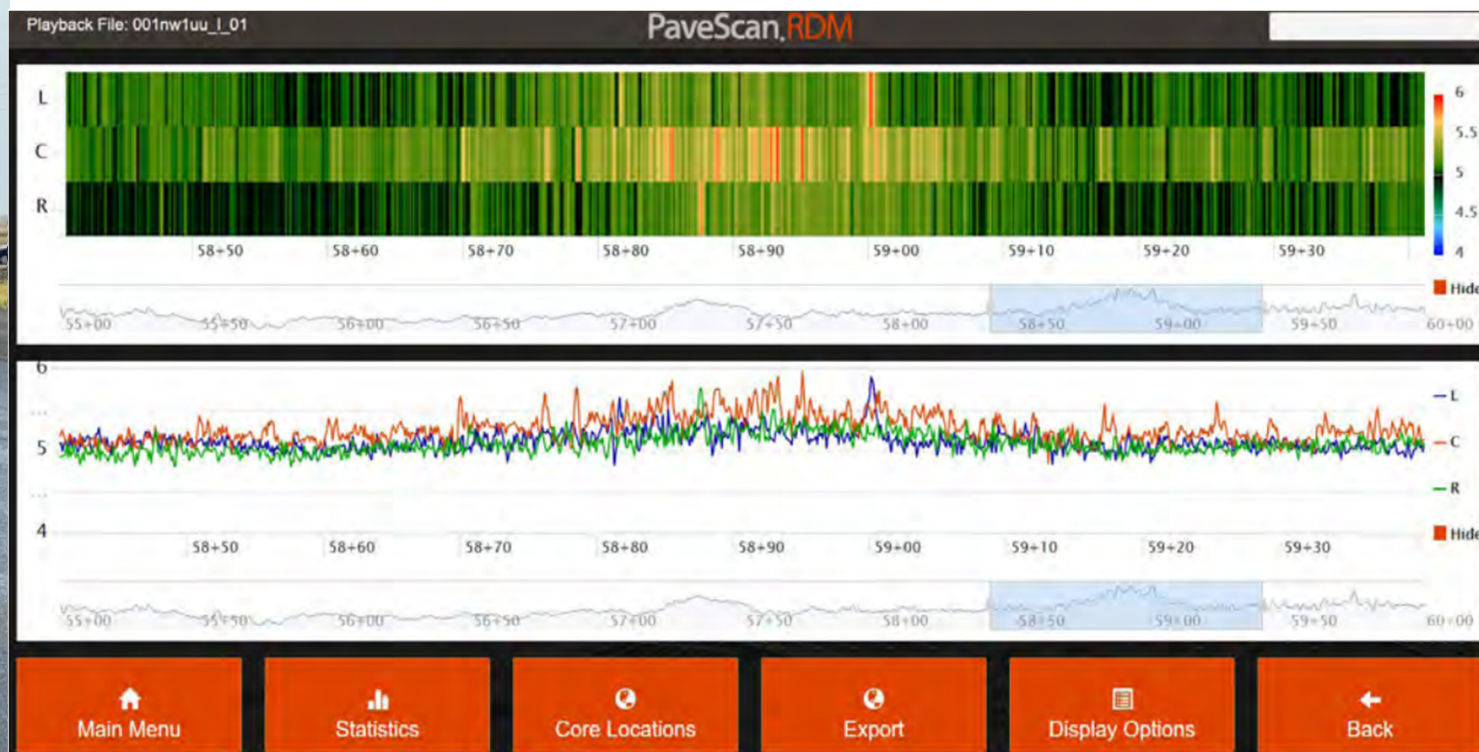 Playback File: 001nw1uu_l_01
PaveScan.RDM
L
C
R
6
5.5
5
4.5
4
58+50 58+60 58+70 58+80 58+90 59+00 59+10 59+20 59+30
Hide
55+00 55+50 56+00 56+50 57+00 57+50 58+00 58+50 59+00 59+50 60+00
6
...
5
...
4
L
C
R
58+50 58+60 58+70 58+80 58+90 59+00 59+10 59+20 59+30
Hide
55+00 55+50 56+00 56+50 57+00 57+50 58+00 58+50 59+00 59+50 60+00
Main Menu Statistics Core Locations Export Display Options Back